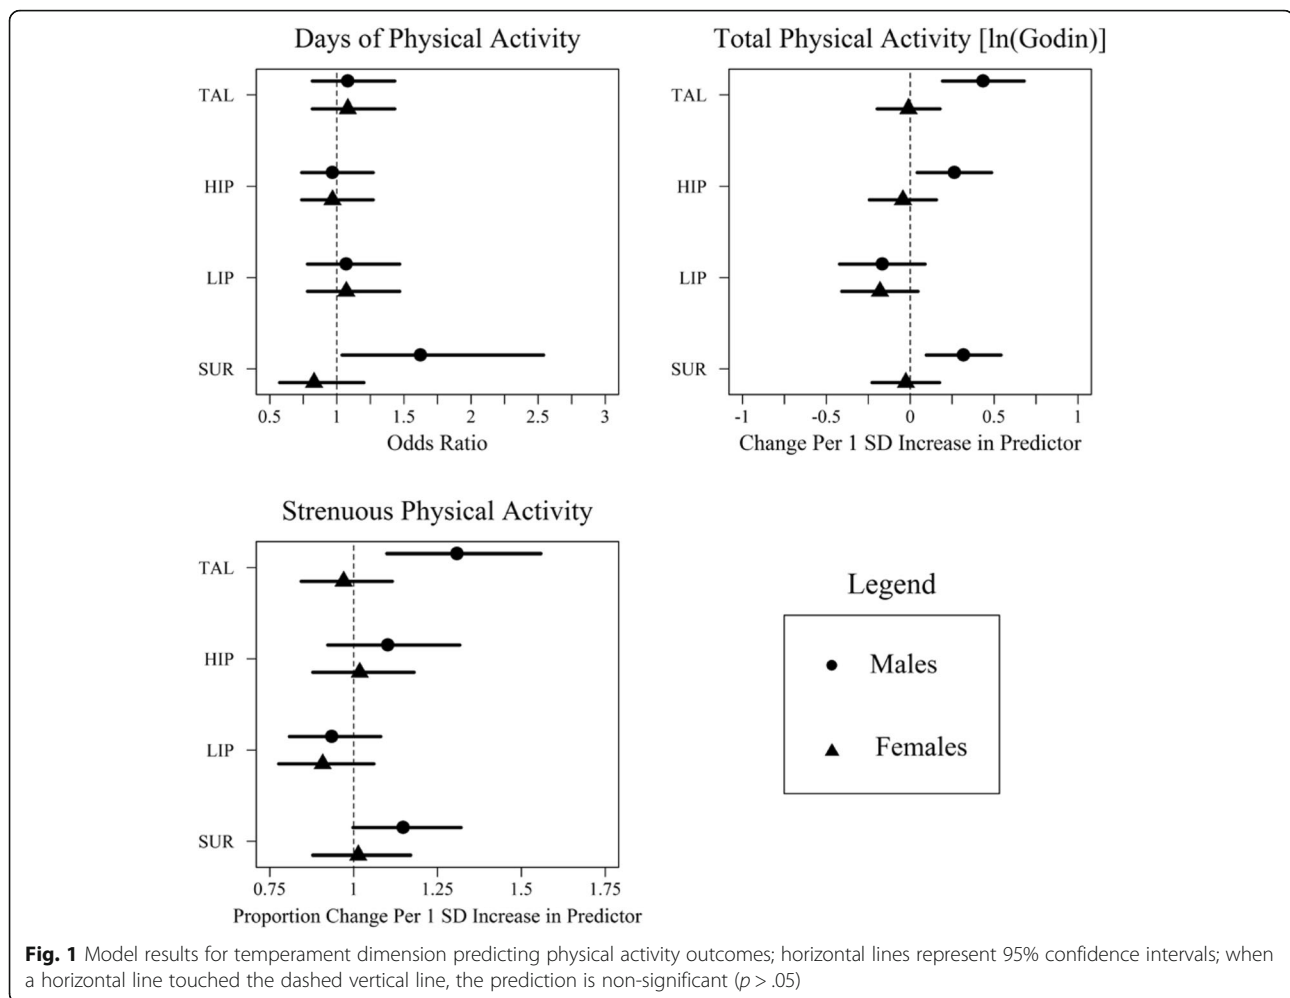 Days of Physical Activity
TAL
HIP
LIP
SUR
0.5 1 1.5 2 2.5 3
Odds Ratio
Total Physical Activity [ln(Godin)]
TAL
HIP
LIP
SUR
-1 -0.5 0 0.5 1
Change Per 1 SD Increase in Predictor
Strenuous Physical Activity
TAL
HIP
LIP
SUR
0.75 1 1.25 1.5 1.75
Proportion Change Per 1 SD Increase in Predictor
Legend
Males
Females
Fig. 1 Model results for temperament dimension predicting physical activity outcomes; horizontal lines represent 95% confidence intervals; when
a horizontal line touched the dashed vertical line, the prediction is non-significant (p > .05)